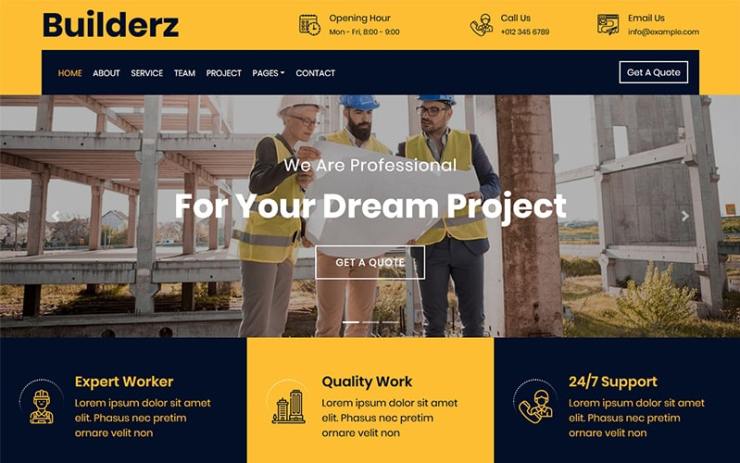 Builderz
Opening Hour
Mon - Fri, 8:00 - 9:00
Call Us
+012 345 6789
Email Us
info@example.com
HOME ABOUT SERVICE TEAM PROJECT PAGES CONTACT
Get A Quote
We Are Professional
For Your Dream Project
GET A QUOTE
Expert Worker
Lorem ipsum dolor sit amet
elit. Phasus nec pretim
ornare velit non
Quality Work
Lorem ipsum dolor sit amet
elit. Phasus nec pretim
ornare velit non
24/7 Support
Lorem ipsum dolor sit amet
elit. Phasus nec pretim
ornare velit non